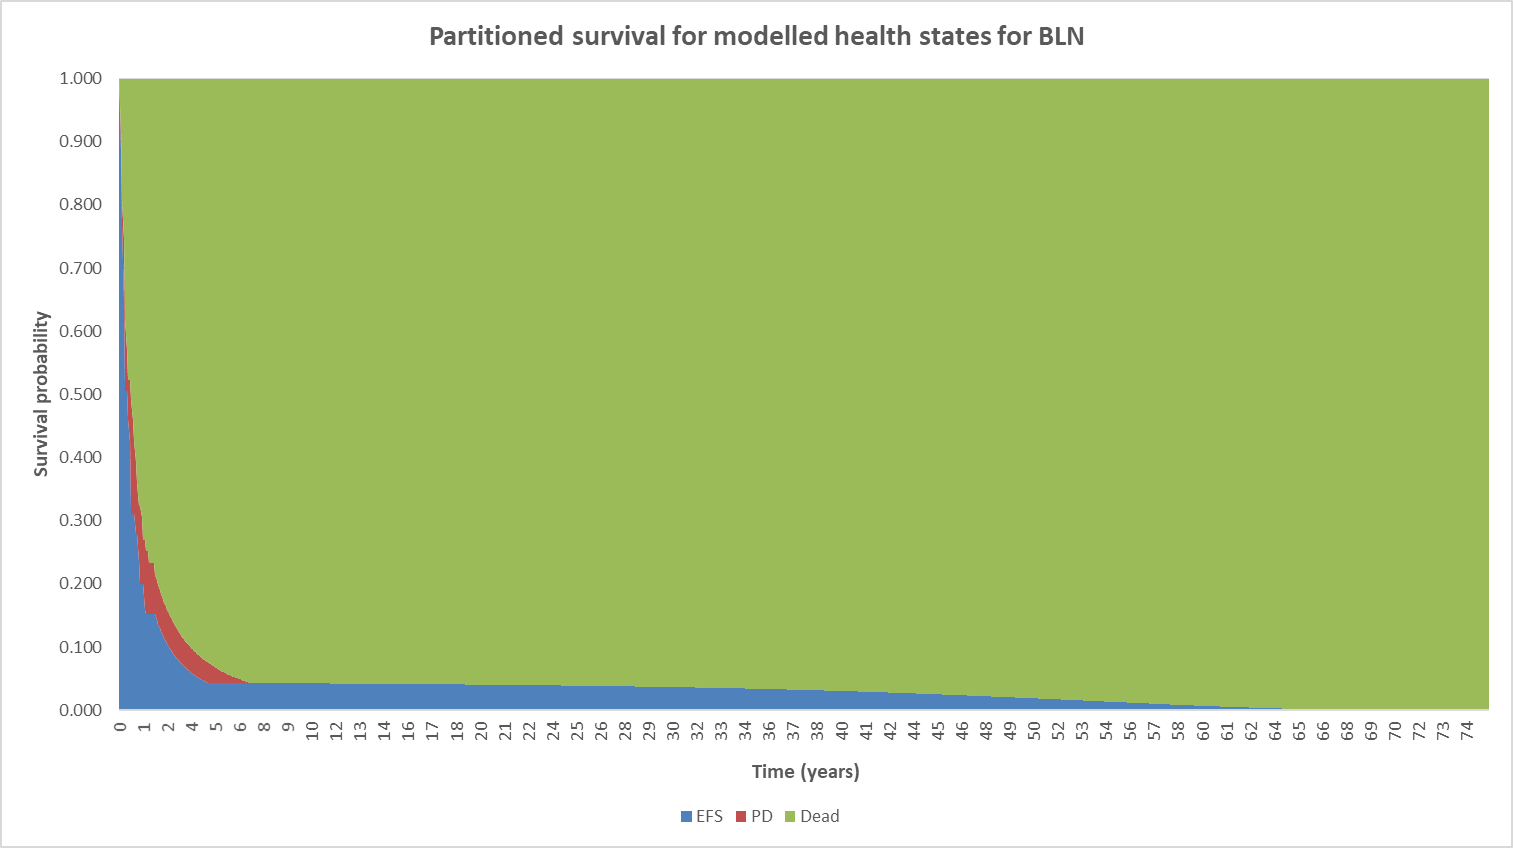 Partitioned survival for modelled health states for BLN
1.000
0.900
0.800
0.700
0.600
0.500
0.400
0.300
0.200
0.100
0.000
Survival probability
0 1 2 4 5 6 8 9 10 12 13 14 16 17 18 20 21 22 24 25 26 28 29 30 32 33 34 36 37 38 40 41 42 44 45 46 48 49 50 52 53 54 56 57 58 60 61 62 64 65 66 68 69 70 72 73 74
Time (years)
EFS PD Dead